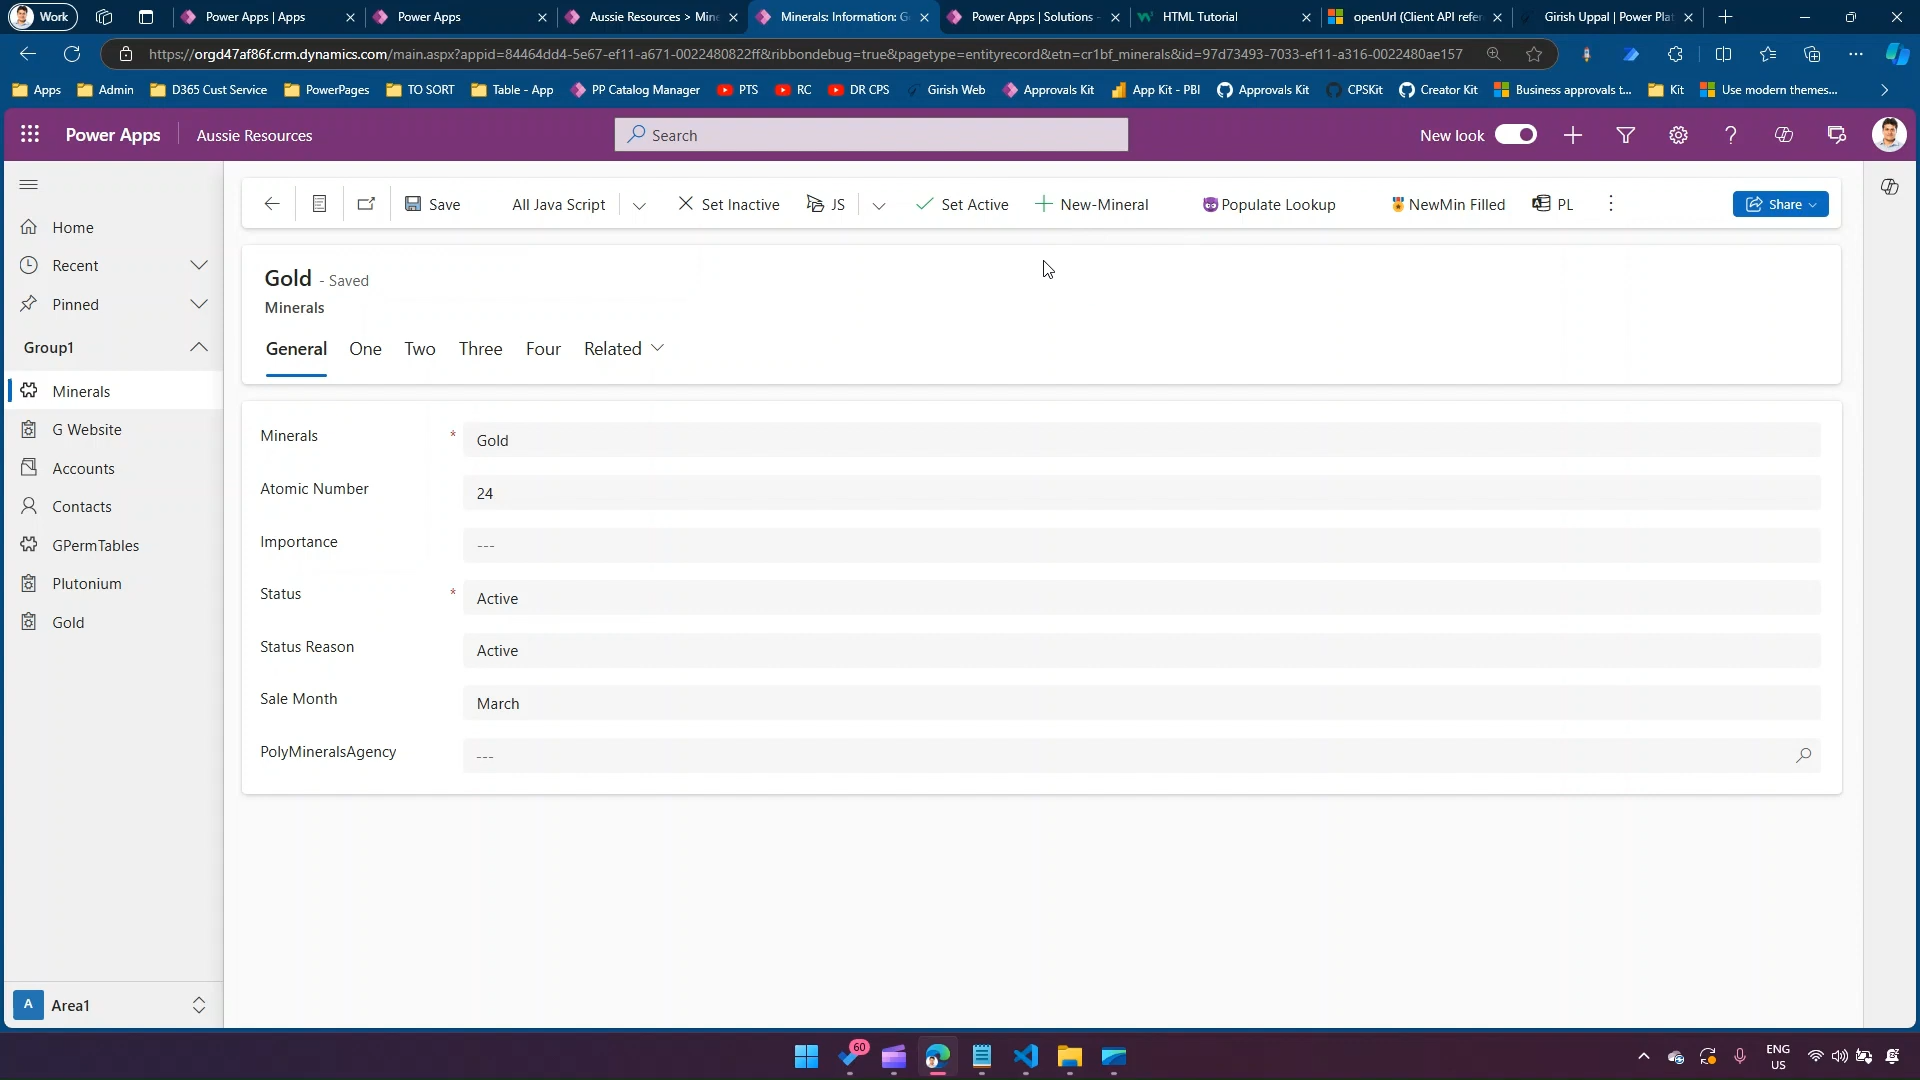 Work
Power Apps | Apps
Power Apps
Aussie Resources > Mine
Minerals: Information: G
Power Apps | Solutions -
HTML Tutorial
openUrl (Client API refer
Girish Uppal | Power Plat
https://orgd47af86f.crm.dynamics.com/main.aspx?appid=84464dd4-5e67-ef11-a671-0022480822ff&ribbondebug=true&pagetype=entityrecord&etn=cr1bf_minerals&id=97d73493-7033-ef11-a316-0022480ae157
Apps
Admin
D365 Cust Service
PowerPages
TO SORT
Table - App
PP Catalog Manager
PTS
RC
DR CPS
Girish Web
Approvals Kit
App Kit - PBI
Approvals Kit
CPSKit
Creator Kit
Business approvals t...
Kit
Use modern themes...
Power Apps
Aussie Resources
Search
New look
Save
All Java Script
Set Inactive
JS
Set Active
New-Mineral
Populate Lookup
NewMin Filled
PL
Share
Home
Recent
Pinned
Group1
Minerals
G Website
Accounts
Contacts
GPermTables
Plutonium
Gold
A
Area1
Gold - Saved
Minerals
General
One
Two
Three
Four
Related
Minerals * Gold
Atomic Number 24
Importance ---
Status * Active
Status Reason Active
Sale Month March
PolyMineralsAgency ---
60
ENG
US